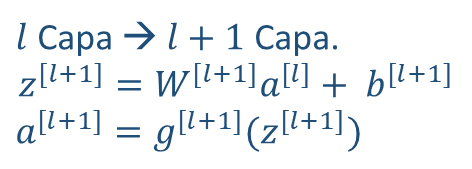 l Capa → l + 1 Capa.
z^[l+1] = W^[l+1]a^[l] + b^[l+1]
a^[l+1] = g^[l+1](z^[l+1])